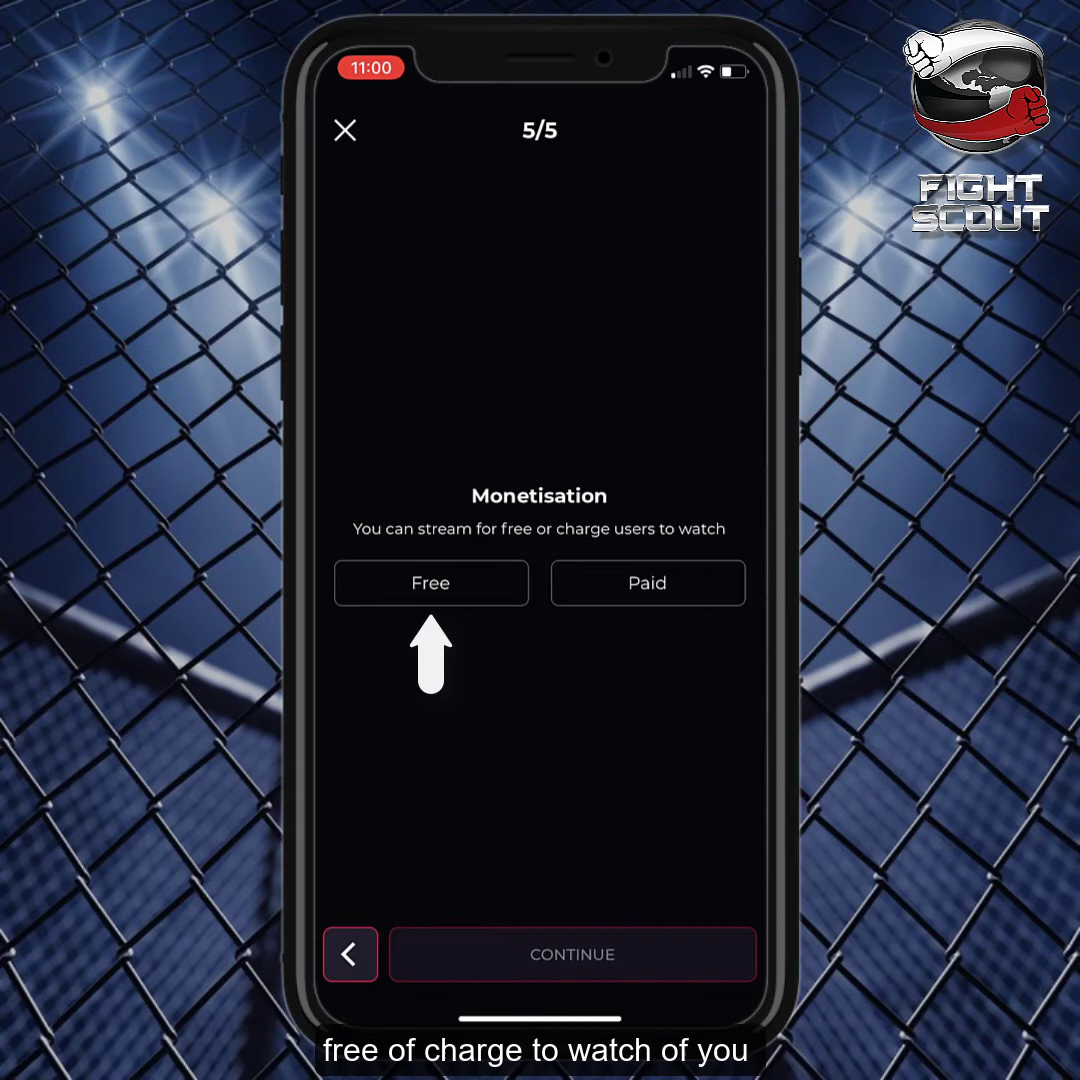 11:00
5/5
FIGHT
SCOUT
Monetisation
You can stream for free or charge users to watch
Free
Paid
CONTINUE
free of charge to watch of you